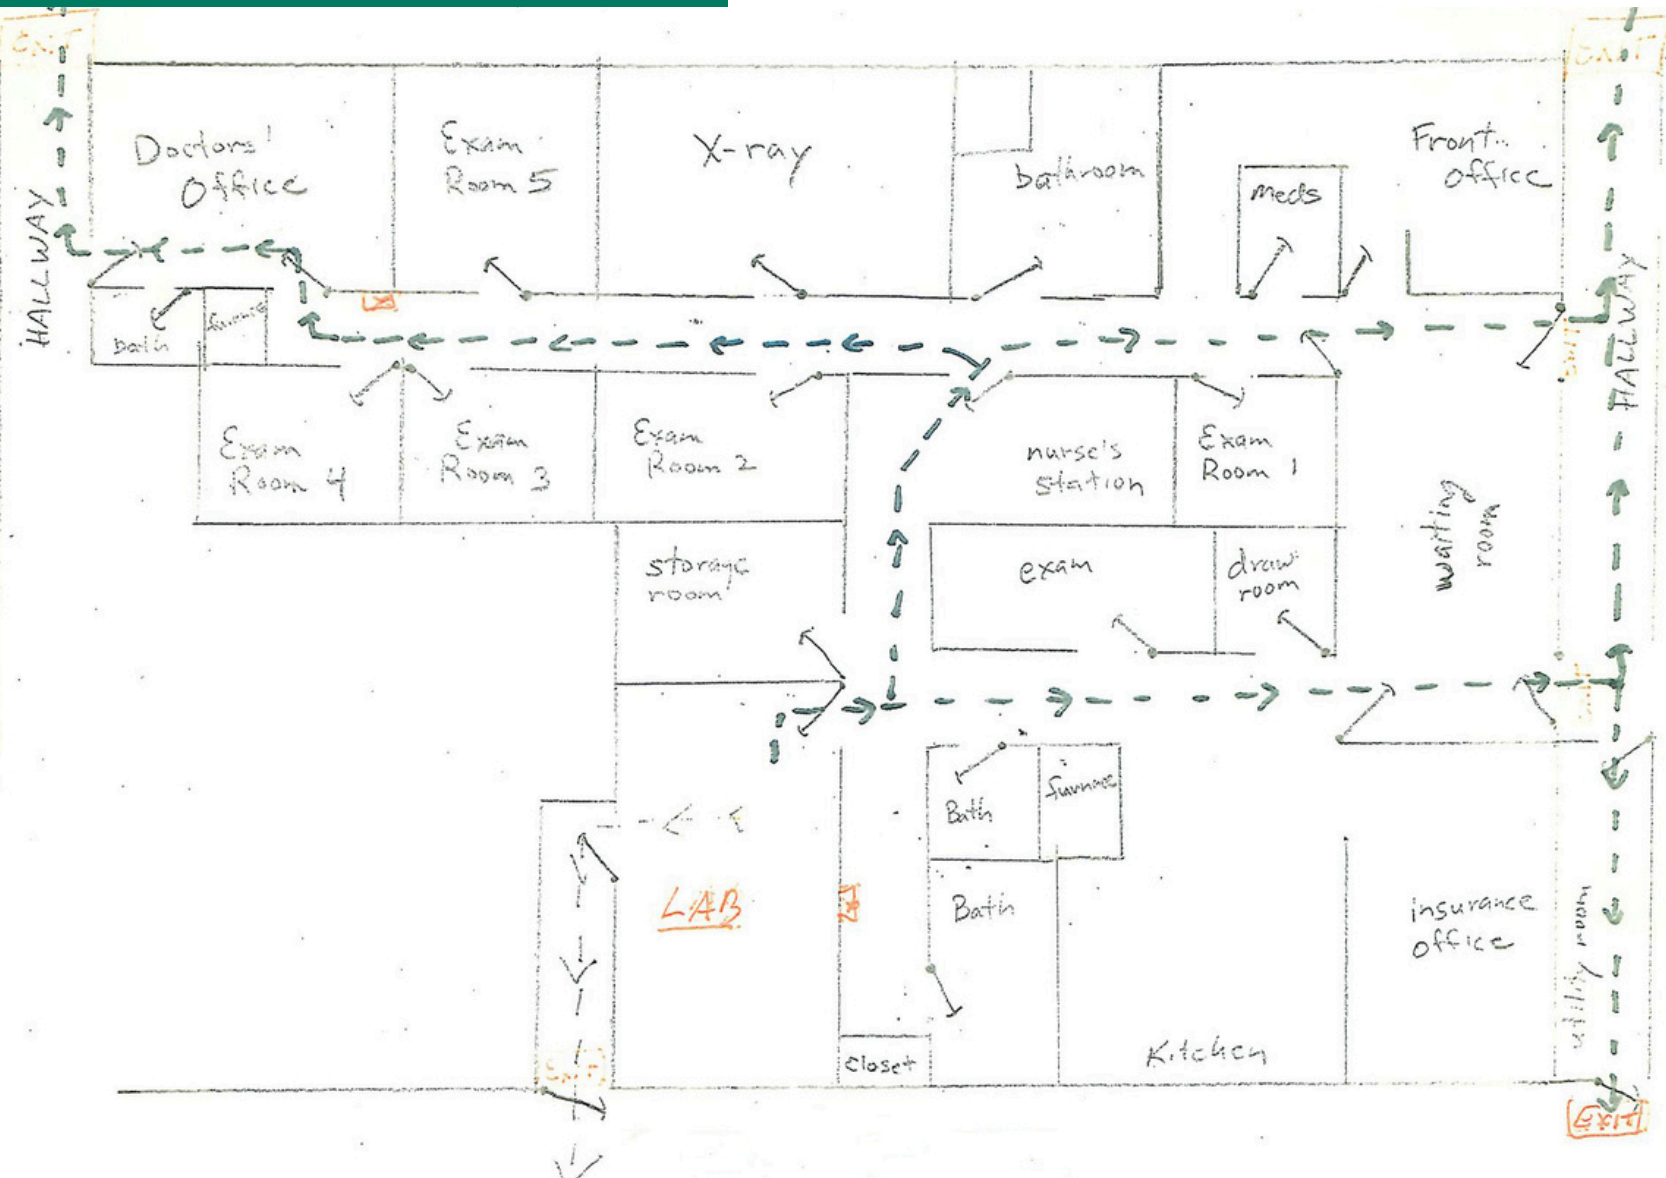 EXIT
EXIT
Doctors'
Office
Exam
Room 5
X-ray
bathroom
Meds
Front
office
HALLWAY
HALLWAY
bath
furnace
Exam
Room 4
Exam
Room 3
Exam
Room 2
nurse's
station
Exam
Room 1
waiting
room
storage
room
exam
draw
room
Bath
furnace
LAB
Bath
insurance
office
utility room
closet
Kitchen
EXIT
EXIT